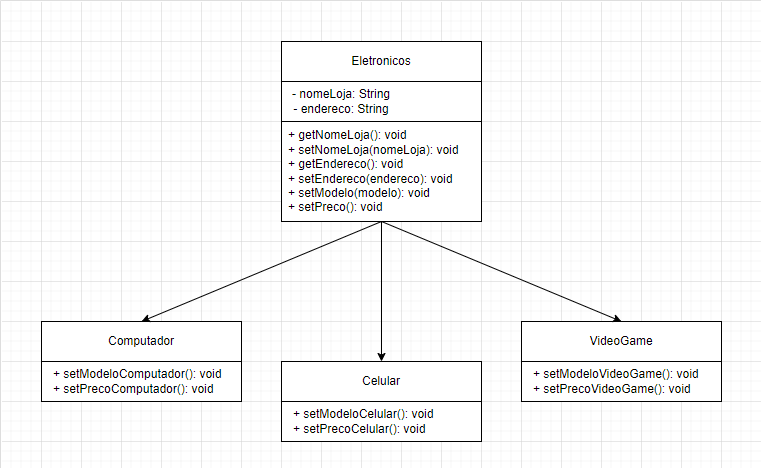 Eletronicos
- nomeLoja: String
- endereco: String
+ getNomeLoja(): void
+ setNomeLoja(nomeLoja): void
+ getEndereco(): void
+ setEndereco(endereco): void
+ setModelo(modelo): void
+ setPreco(): void
Computador
+ setModeloComputador(): void
+ setPrecoComputador(): void
Celular
+ setModeloCelular(): void
+ setPrecoCelular(): void
VideoGame
+ setModeloVideoGame(): void
+ setPrecoVideoGame(): void